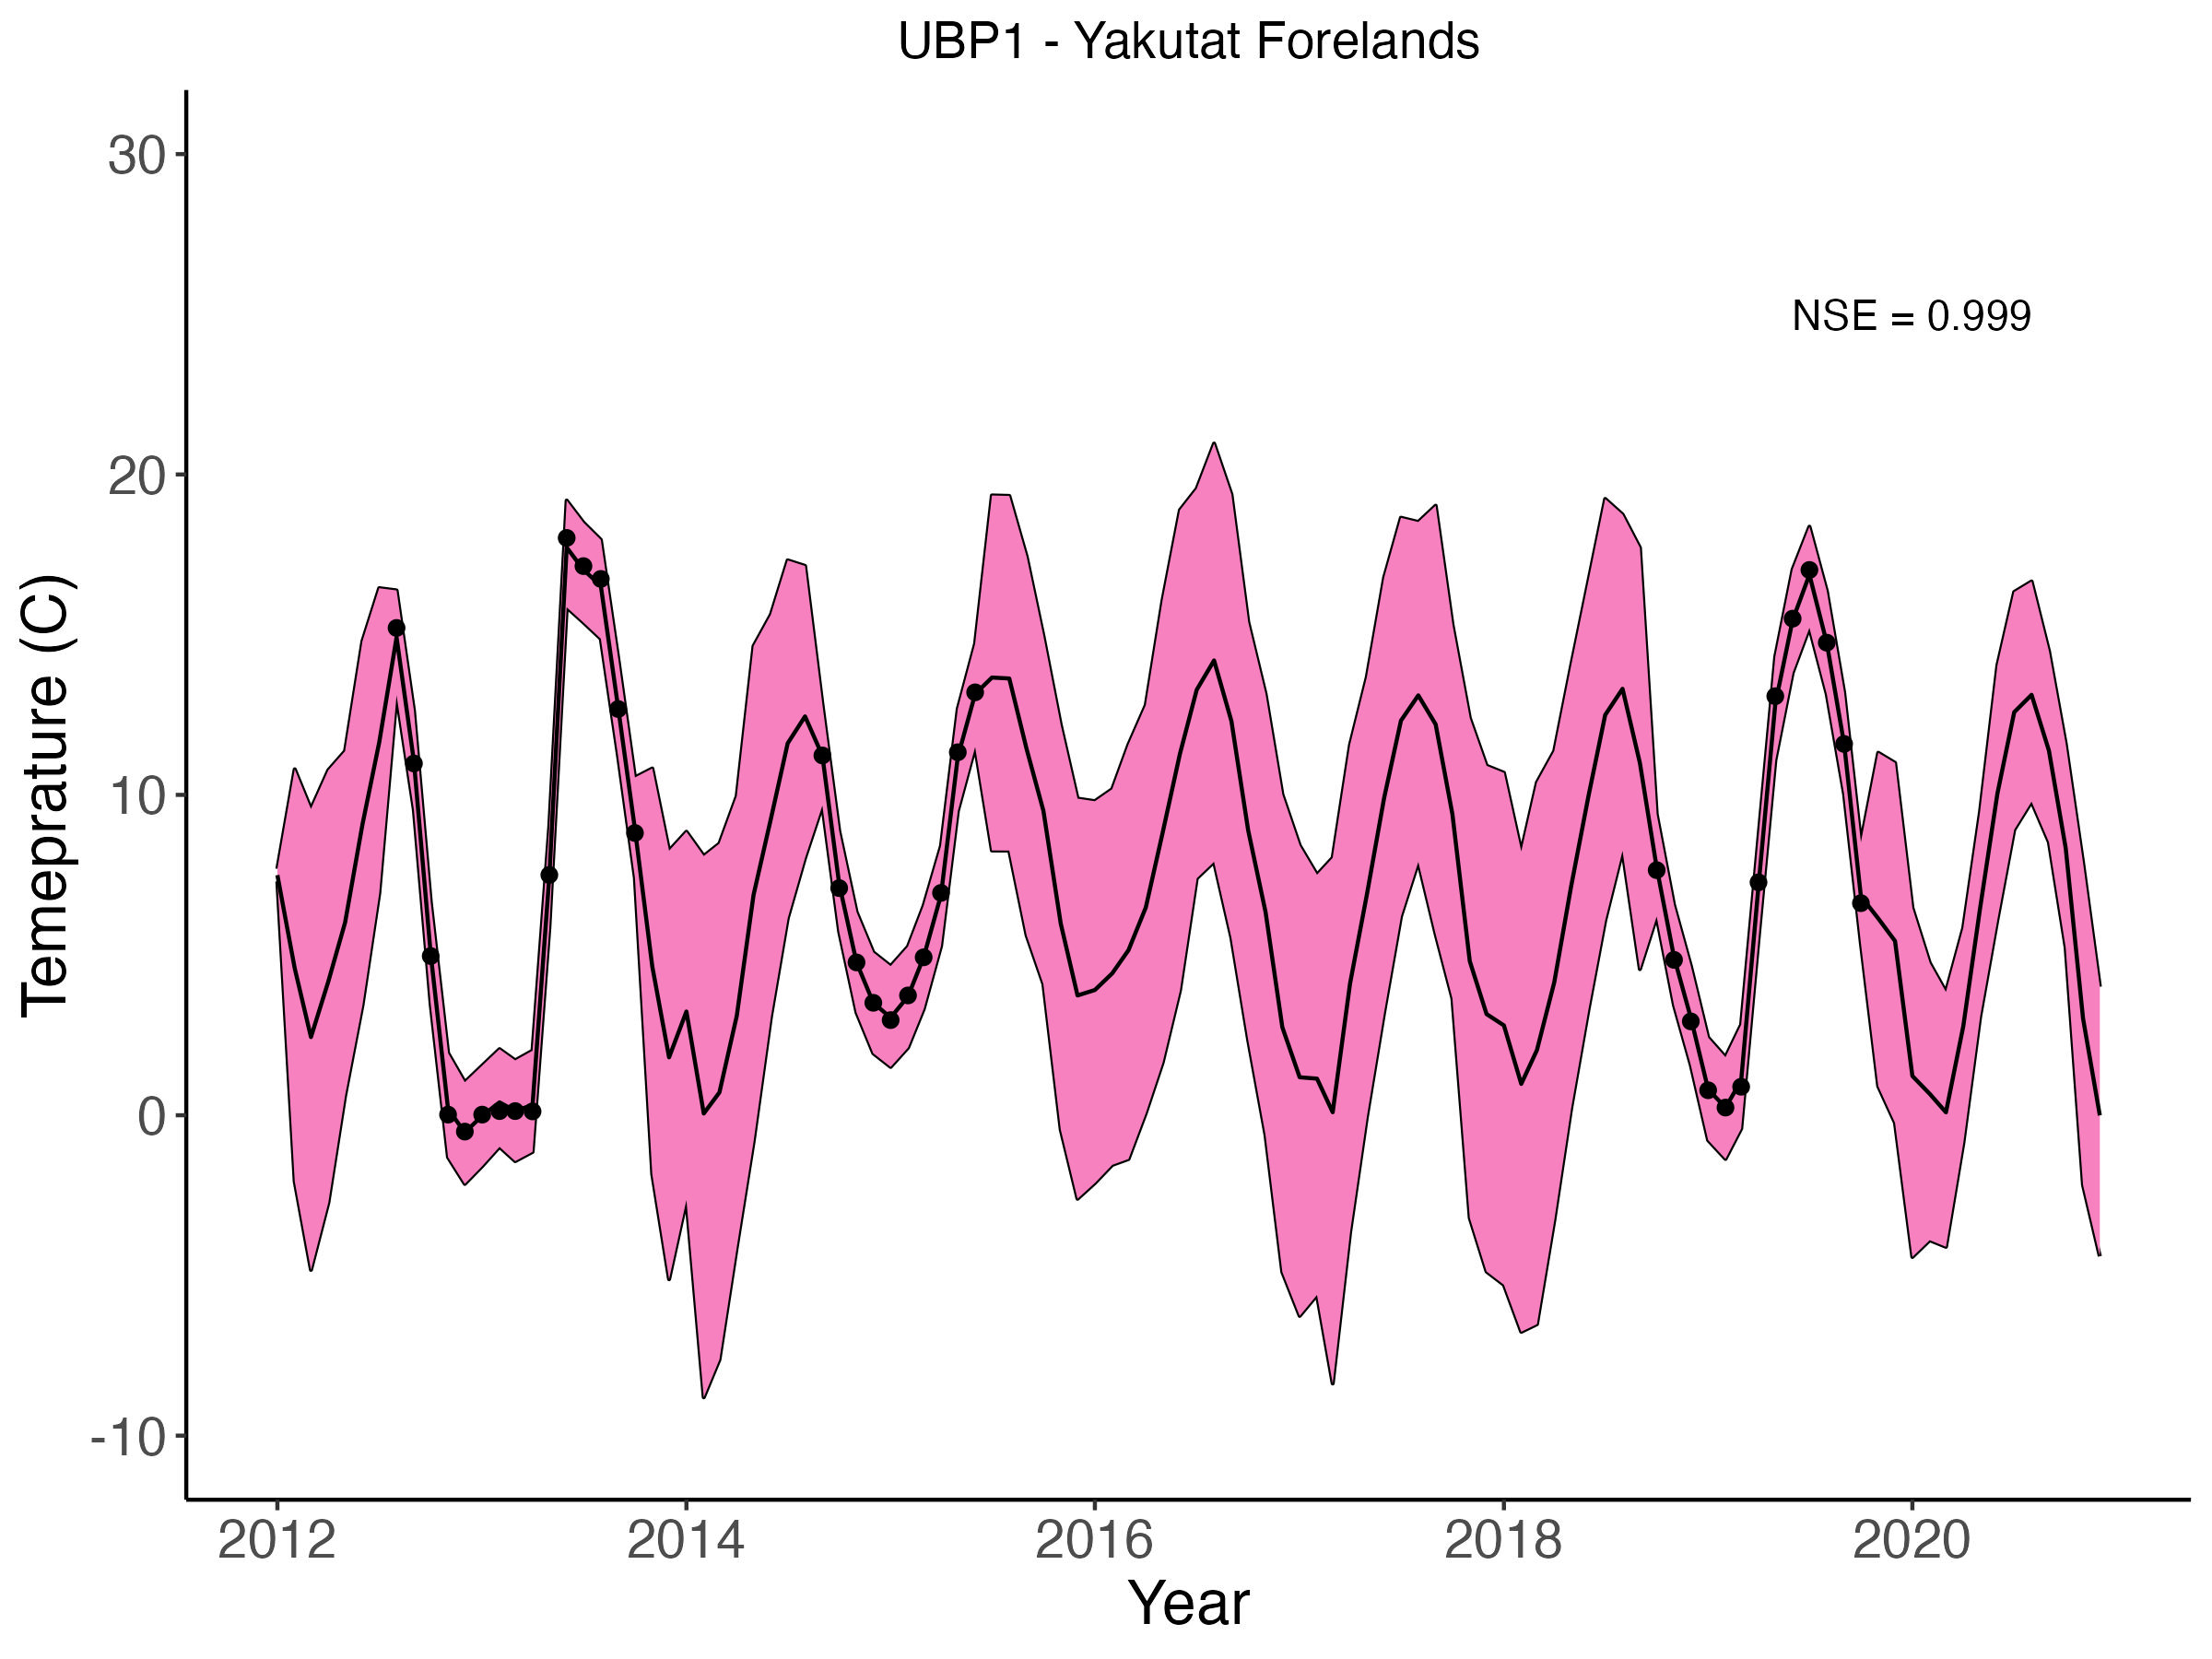 UBP1 - Yakutat Forelands
30
NSE = 0.999
20
10
0
-10
Temeprature (C)
2012 2014 2016 2018 2020
Year